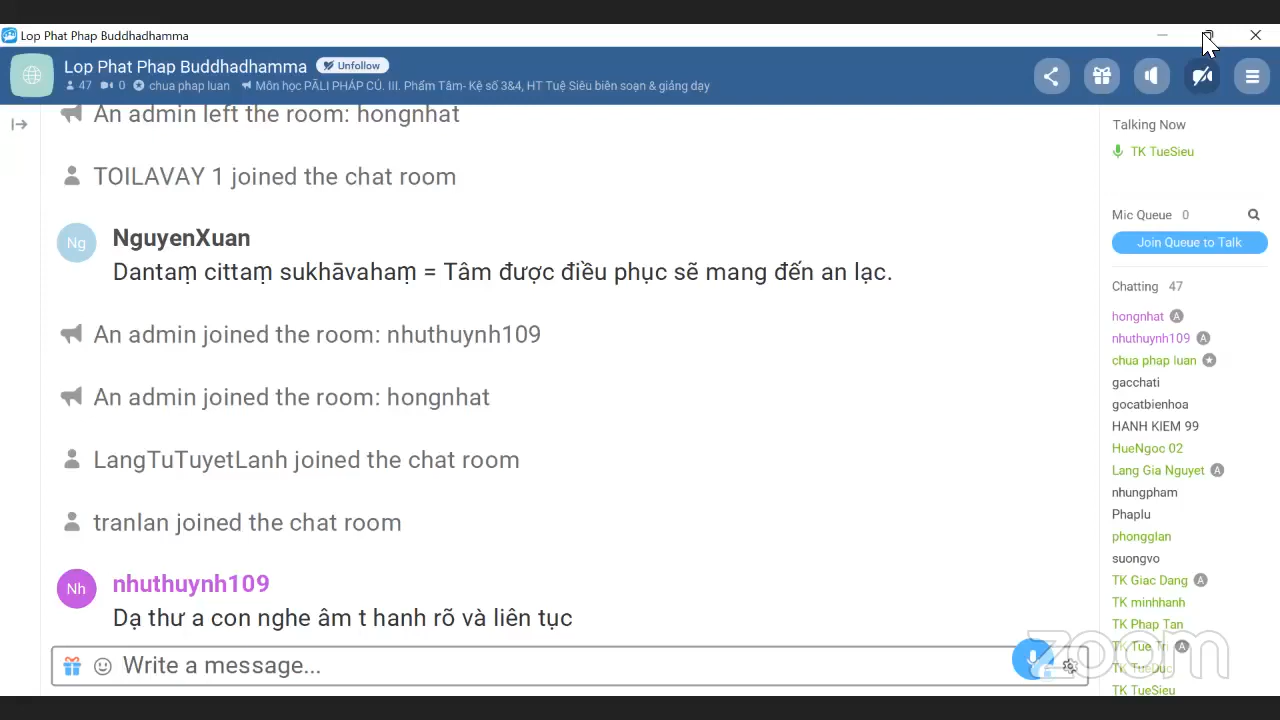 Lop Phat Phap Buddhadhamma
Lop Phat Phap Buddhadhamma Unfollow
47 0 chua phap luan Môn học PĀLI PHÁP CÚ. III. Phẩm Tâm- Kệ số 3&4, HT Tuệ Siêu biên soạn & giảng dạy
An admin left the room: hongnhat
TOILAVAY 1 joined the chat room
Ng NguyenXuan
Dantaṃ cittaṃ sukhāvahaṃ = Tâm được điều phục sẽ mang đến an lạc.
An admin joined the room: nhuthuynh109
An admin joined the room: hongnhat
LangTuTuyetLanh joined the chat room
tranlan joined the chat room
Nh nhuthuynh109
Dạ thư a con nghe âm t hanh rõ và liên tục
Write a message...
Talking Now
TK TueSieu
Mic Queue 0
Join Queue to Talk
Chatting 47
hongnhat A
nhuthuynh109 A
chua phap luan
gacchati
gocatbienhoa
HANH KIEM 99
HueNgoc 02
Lang Gia Nguyet A
nhungpham
Phaplu
phongglan
suongvo
TK Giac Dang A
TK minhhanh
TK Phap Tan
TK Tue Tri A
TK TueDuc
TK TueSieu
zoom